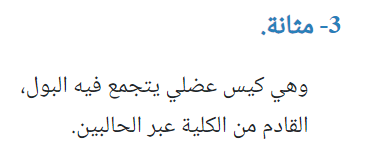 3- مثانة.
وهي كيس عضلي يتجمع فيه البول،
القادم من الكلية عبر الحالبين.